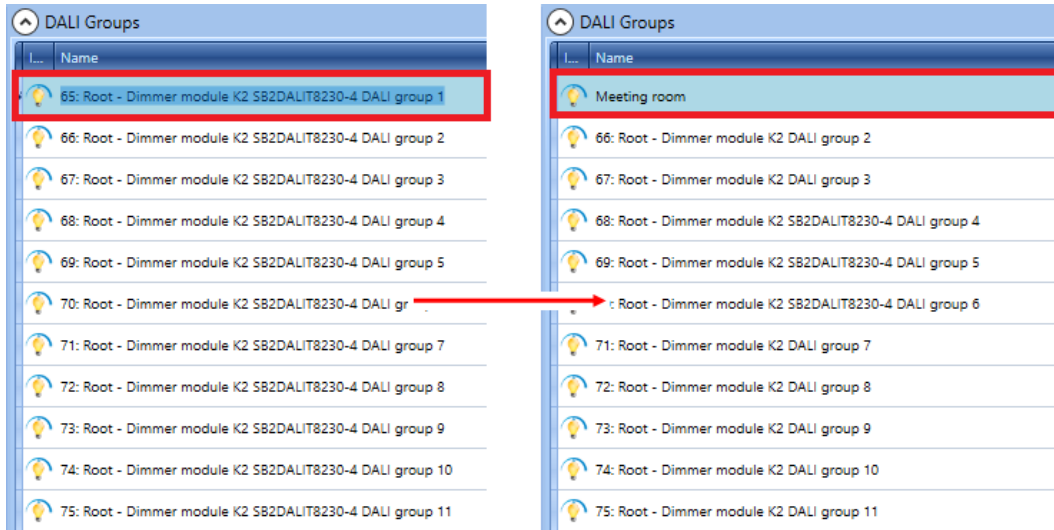 DALI Groups
I... Name
65: Root - Dimmer module K2 SB2DALIT8230-4 DALI group 1
66: Root - Dimmer module K2 SB2DALIT8230-4 DALI group 2
67: Root - Dimmer module K2 SB2DALIT8230-4 DALI group 3
68: Root - Dimmer module K2 SB2DALIT8230-4 DALI group 4
69: Root - Dimmer module K2 SB2DALIT8230-4 DALI group 5
70: Root - Dimmer module K2 SB2DALIT8230-4 DALI gr
71: Root - Dimmer module K2 SB2DALIT8230-4 DALI group 7
72: Root - Dimmer module K2 SB2DALIT8230-4 DALI group 8
73: Root - Dimmer module K2 SB2DALIT8230-4 DALI group 9
74: Root - Dimmer module K2 SB2DALIT8230-4 DALI group 10
75: Root - Dimmer module K2 SB2DALIT8230-4 DALI group 11
DALI Groups
I... Name
Meeting room
66: Root - Dimmer module K2 DALI group 2
67: Root - Dimmer module K2 DALI group 3
68: Root - Dimmer module K2 SB2DALIT8230-4 DALI group 4
69: Root - Dimmer module K2 SB2DALIT8230-4 DALI group 5
: Root - Dimmer module K2 SB2DALIT8230-4 DALI group 6
71: Root - Dimmer module K2 DALI group 7
72: Root - Dimmer module K2 DALI group 8
73: Root - Dimmer module K2 DALI group 9
74: Root - Dimmer module K2 DALI group 10
75: Root - Dimmer module K2 DALI group 11